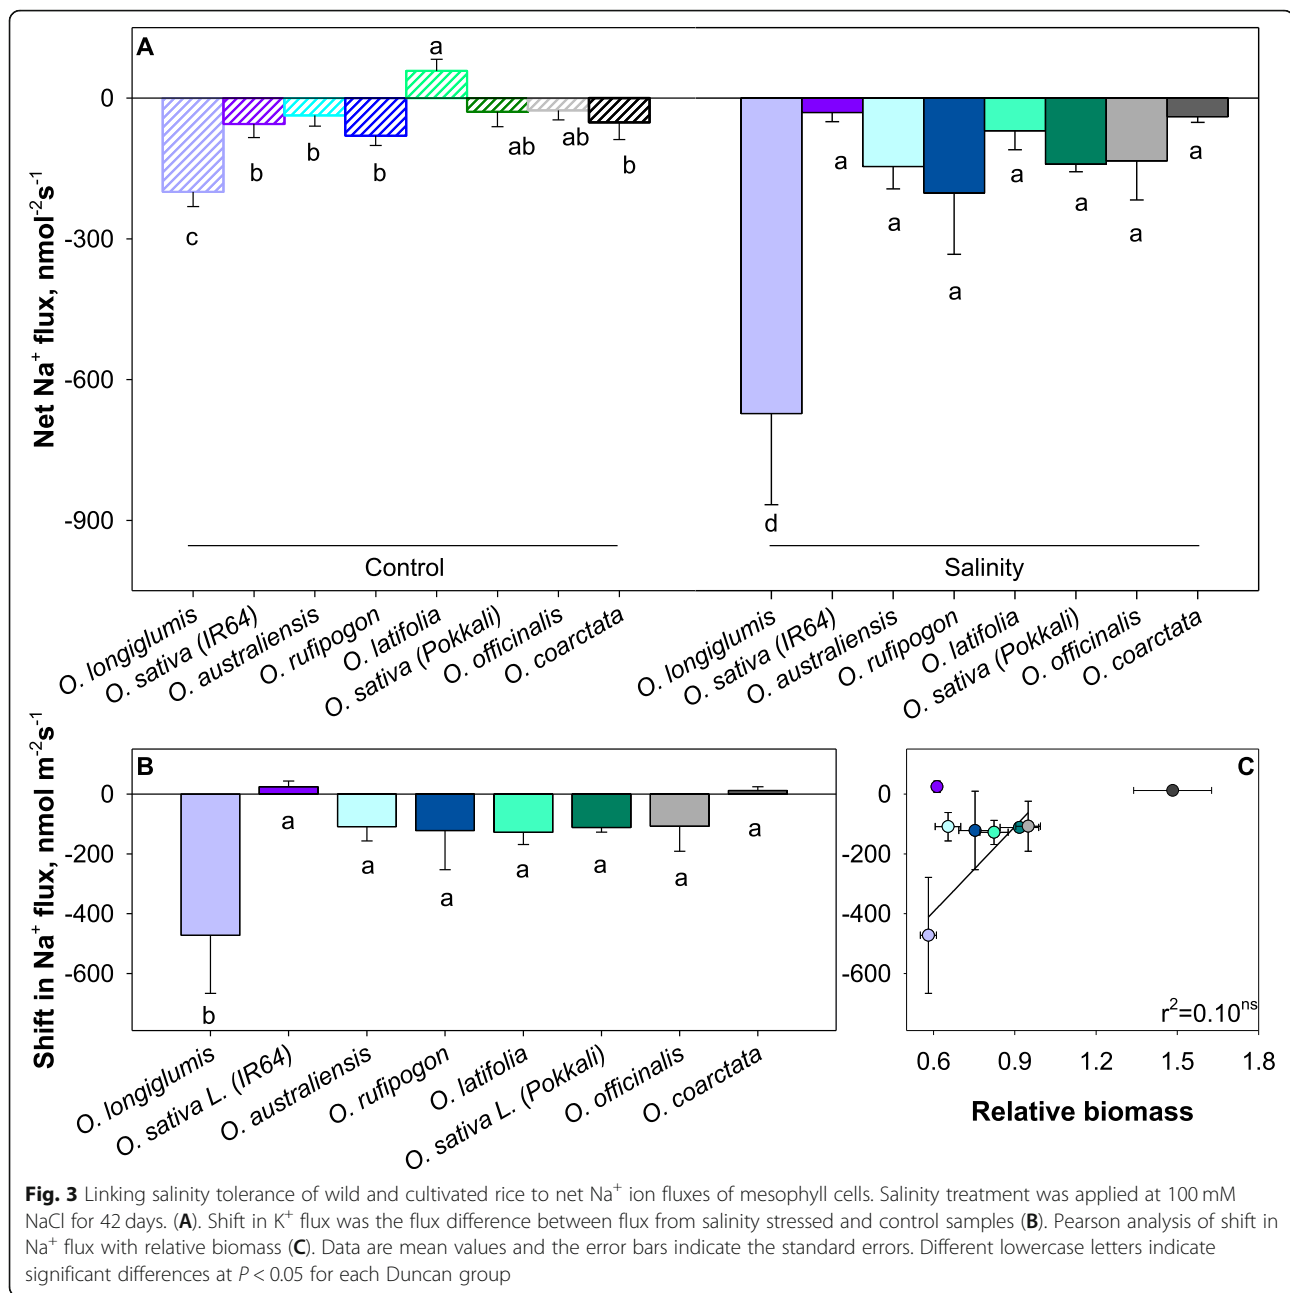 A
Net Na+ flux, nmol-2s-1
0
-300
-600
-900
a
b
b
b
ab
ab
b
c
a
a
a
a
a
a
a
d
Control
Salinity
O. longiglumis
O. sativa (IR64)
O. australiensis
O. rufipogon
O. latifolia
O. sativa (Pokkali)
O. officinalis
O. coarctata
O. longiglumis
O. sativa (IR64)
O. australiensis
O. rufipogon
O. latifolia
O. sativa (Pokkali)
O. officinalis
O. coarctata
B
Shift in Na+ flux, nmol m-2s-1
0
-200
-400
-600
b
a
a
a
a
a
a
a
O. longiglumis
O. sativa L. (IR64)
O. australiensis
O. rufipogon
O. latifolia
O. sativa L. (Pokkali)
O. officinalis
O. coarctata
C
0
-200
-400
-600
r2=0.10ns
0.6 0.9 1.2 1.5 1.8
Relative biomass
Fig. 3 Linking salinity tolerance of wild and cultivated rice to net Na+ ion fluxes of mesophyll cells. Salinity treatment was applied at 100 mM
NaCl for 42 days. (A). Shift in K+ flux was the flux difference between flux from salinity stressed and control samples (B). Pearson analysis of shift in
Na+ flux with relative biomass (C). Data are mean values and the error bars indicate the standard errors. Different lowercase letters indicate
significant differences at P < 0.05 for each Duncan group